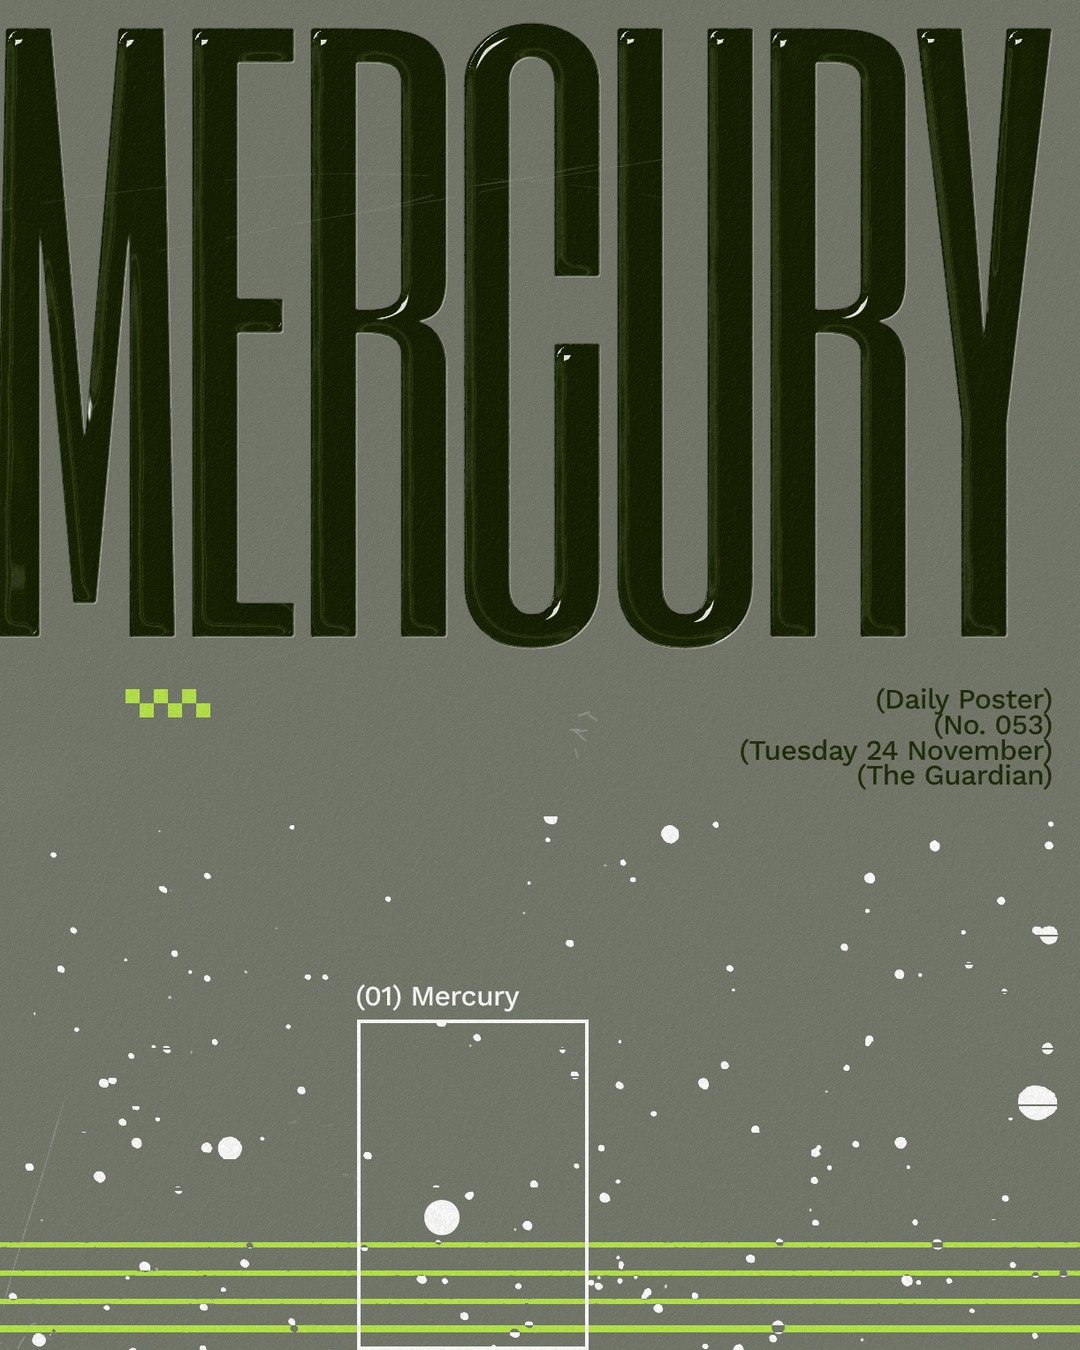 MERCURY
(Daily Poster)
(No. 053)
(Tuesday 24 November)
(The Guardian)
(01) Mercury